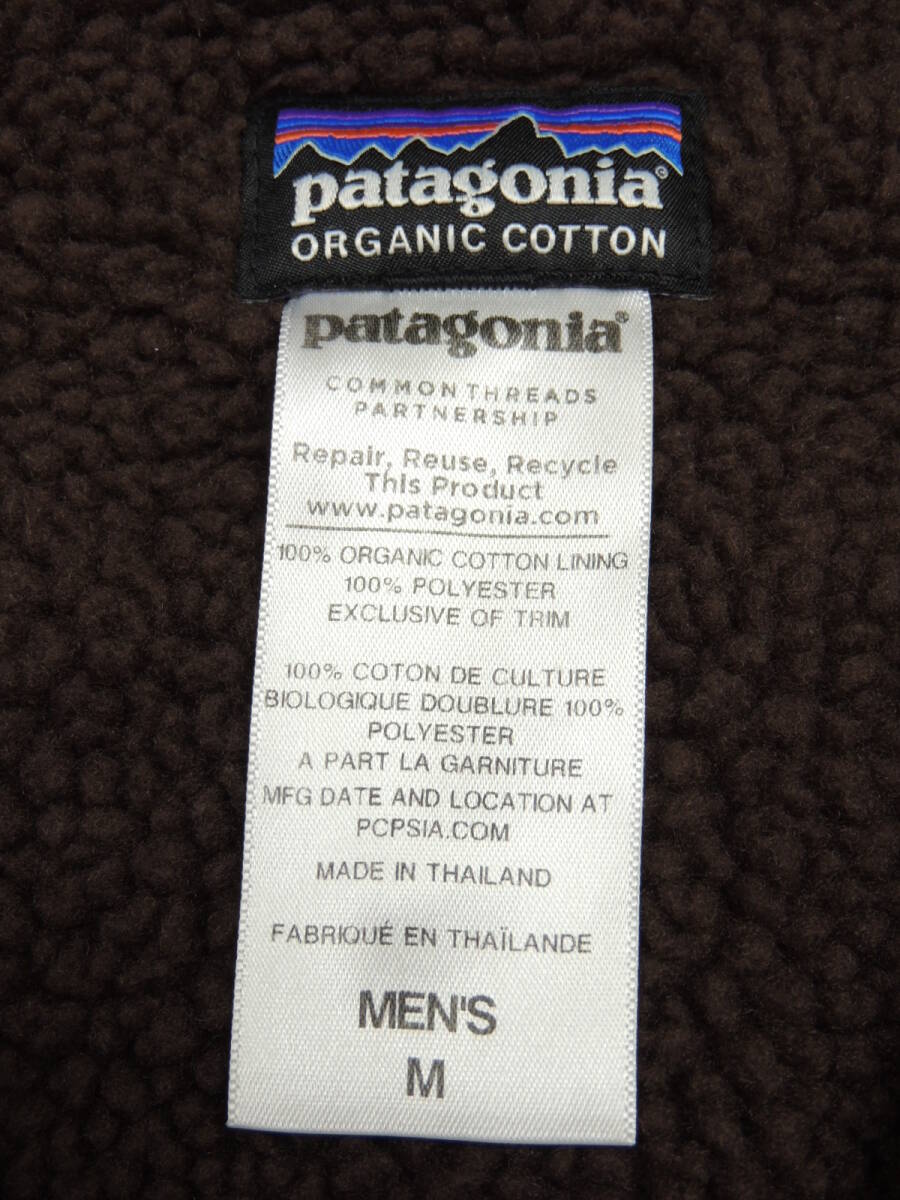 patagonia®
ORGANIC COTTON
patagonia®
COMMON THREADS
PARTNERSHIP
Repair, Reuse, Recycle
This Product
www.patagonia.com
100% ORGANIC COTTON LINING
100% POLYESTER
EXCLUSIVE OF TRIM
100% COTON DE CULTURE
BIOLOGIQUE DOUBLURE 100%
POLYESTER
A PART LA GARNITURE
MFG DATE AND LOCATION AT
PCPSIA.COM
MADE IN THAILAND
FABRIQUÉ EN THAÏLANDE
MEN'S
M